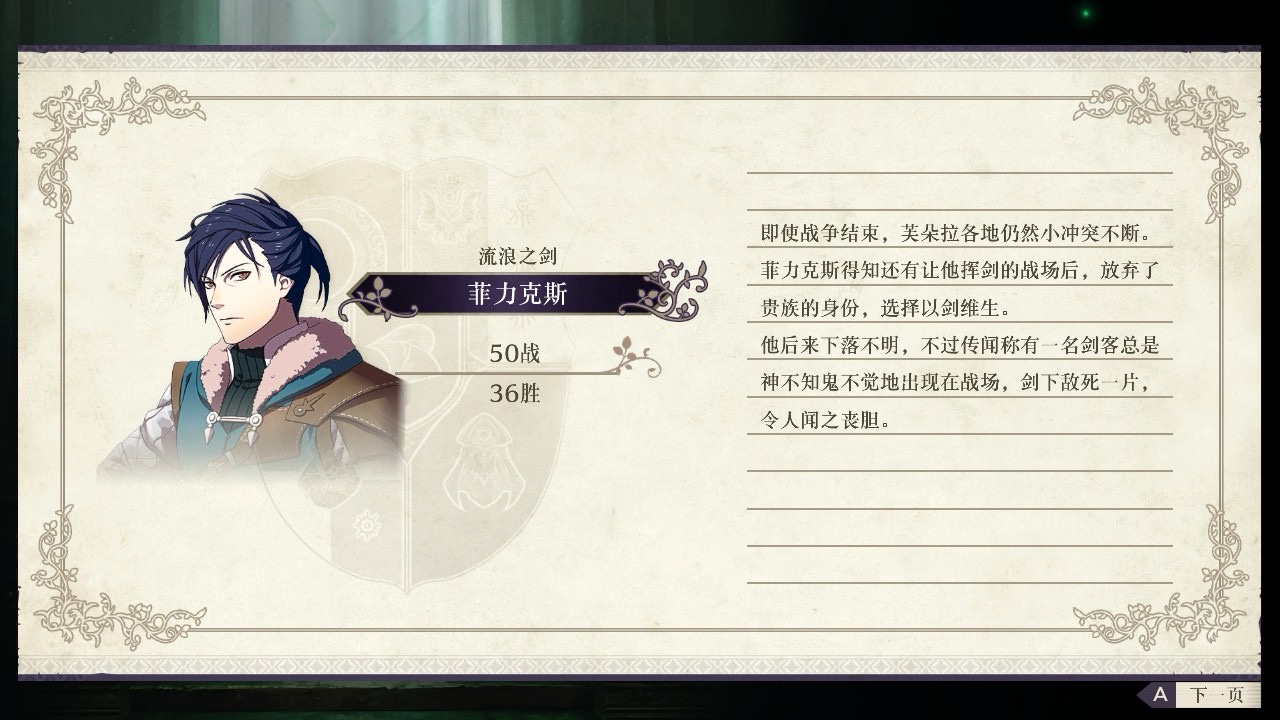 流浪之剑
菲力克斯
50战
36胜
即使战争结束，芙朵拉各地仍然小冲突不断。
菲力克斯得知还有让他挥剑的战场后，放弃了
贵族的身份，选择以剑维生。
他后来下落不明，不过传闻称有一名剑客总是
神不知鬼不觉地出现在战场，剑下敌死一片，
令人闻之丧胆。
A 下一页